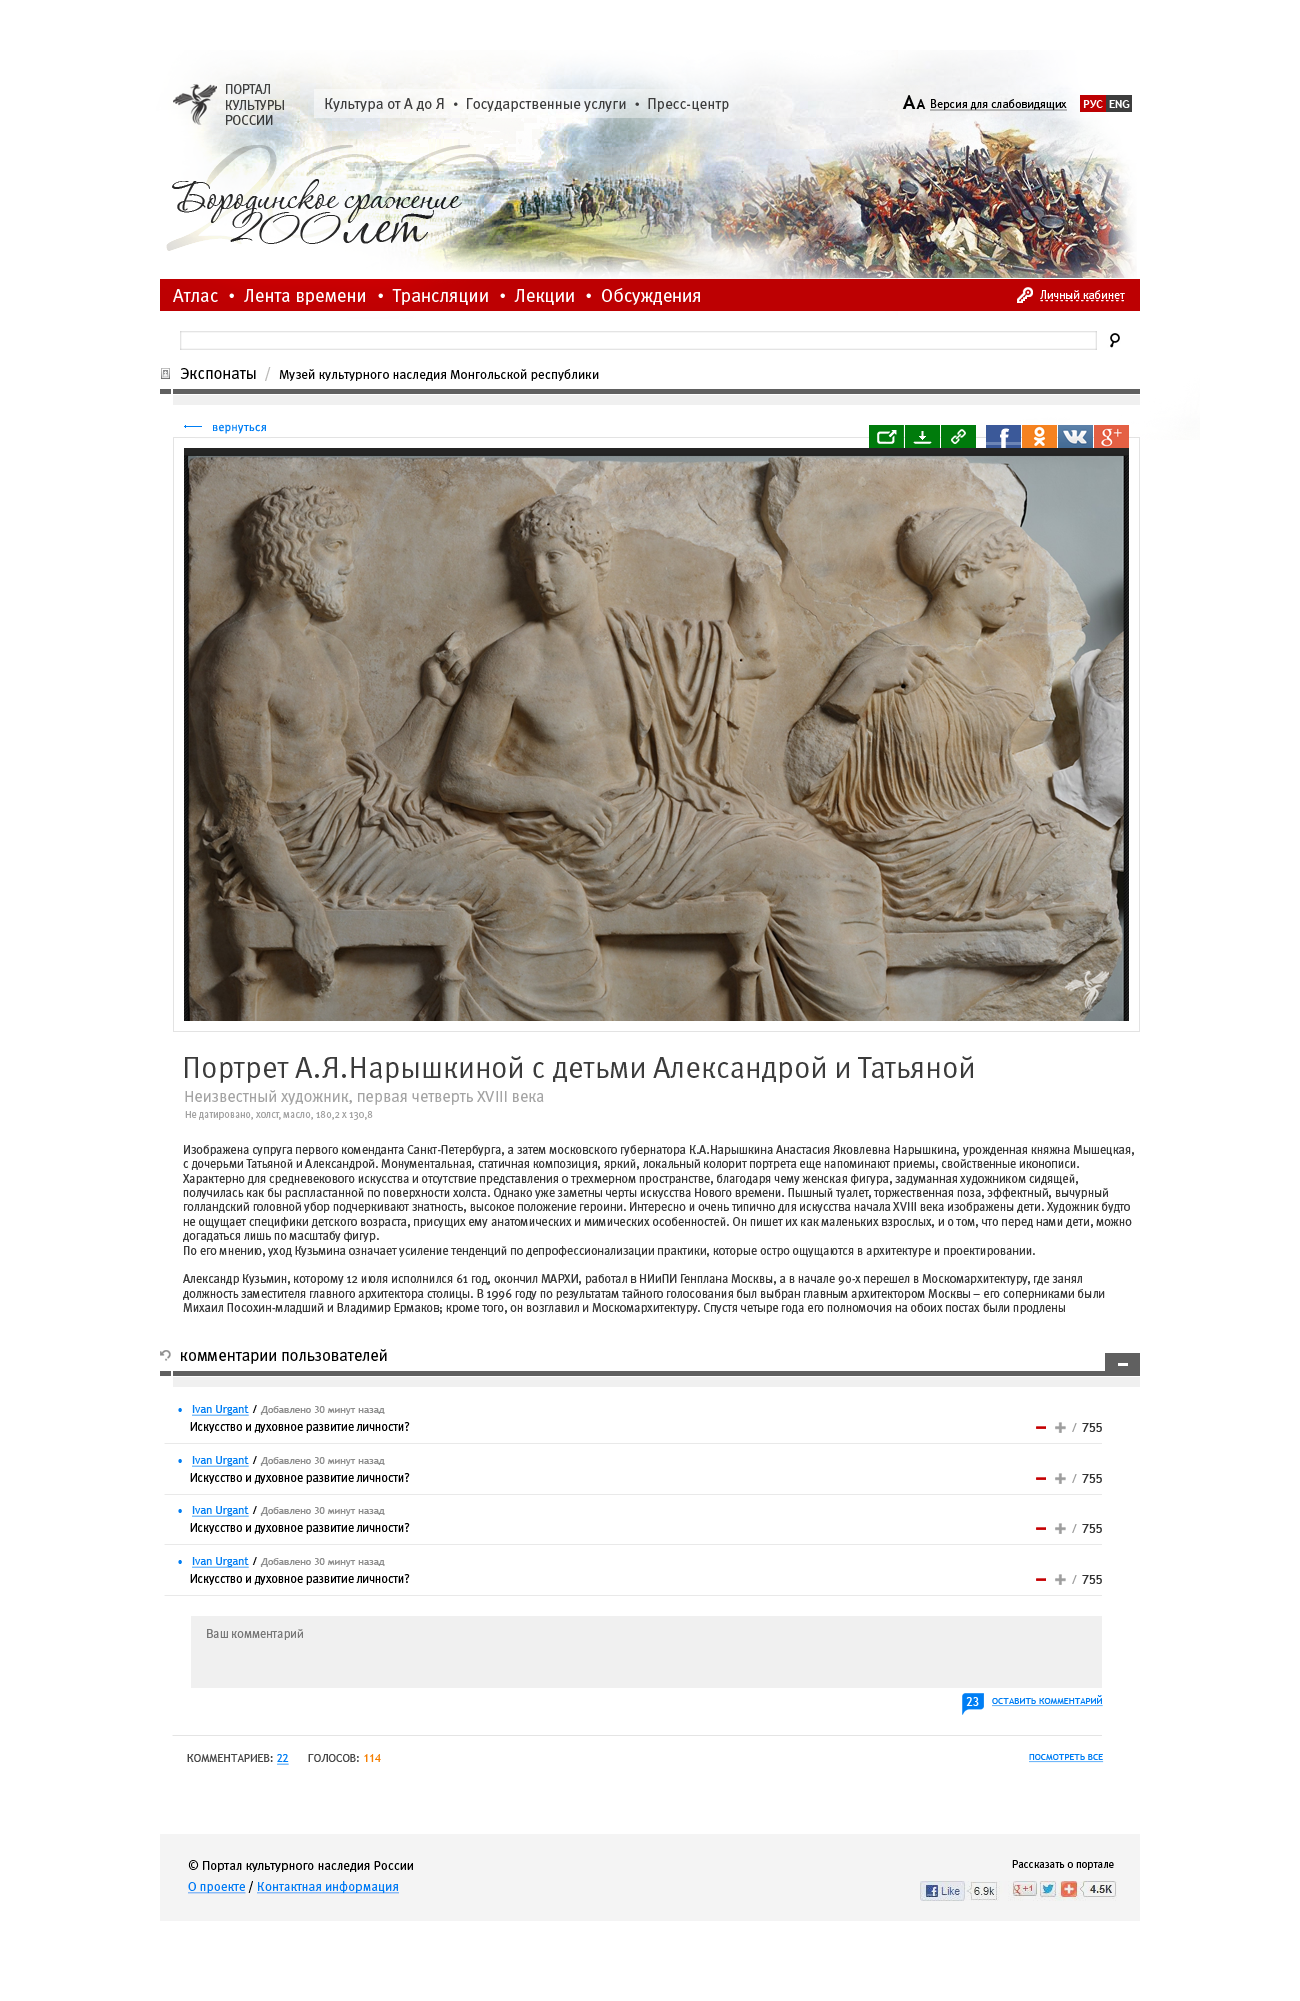 ПОРТАЛ
КУЛЬТУРЫ
РОССИИ
Культура от А до Я • Государственные услуги • Пресс-центр
АА Версия для слабовидящих
РУС ENG
200
Бородинское сражение
200 лет
Атлас • Лента времени • Трансляции • Лекции • Обсуждения
Личный кабинет
Экспонаты / Музей культурного наследия Монгольской республики
вернуться
Портрет А.Я.Нарышкиной с детьми Александрой и Татьяной
Неизвестный художник, первая четверть XVIII века
Не датировано, холст, масло, 180,2 х 130,8
Изображена супруга первого коменданта Санкт-Петербурга, а затем московского губернатора К.А.Нарышкина Анастасия Яковлевна Нарышкина, урожденная княжна Мышецкая,
с дочерьми Татьяной и Александрой. Монументальная, статичная композиция, яркий, локальный колорит портрета еще напоминают приемы, свойственные иконописи.
Характерно для средневекового искусства и отсутствие представления о трехмерном пространстве, благодаря чему женская фигура, задуманная художником сидящей,
получилась как бы распластанной по поверхности холста. Однако уже заметны черты искусства Нового времени. Пышный туалет, торжественная поза, эффектный, вычурный
голландский головной убор подчеркивают знатность, высокое положение героини. Интересно и очень типично для искусства начала XVIII века изображены дети. Художник будто
не ощущает специфики детского возраста, присущих ему анатомических и мимических особенностей. Он пишет их как маленьких взрослых, и о том, что перед нами дети, можно
догадаться лишь по масштабу фигур.
По его мнению, уход Кузьмина означает усиление тенденций по депрофессионализации практики, которые остро ощущаются в архитектуре и проектировании.
Александр Кузьмин, которому 12 июля исполнился 61 год, окончил МАРХИ, работал в НИиПИ Генплана Москвы, а в начале 90-х перешел в Москомархитектуру, где занял
должность заместителя главного архитектора столицы. В 1996 году по результатам тайного голосования был выбран главным архитектором Москвы – его соперниками были
Михаил Посохин-младший и Владимир Ермаков; кроме того, он возглавил и Москомархитектуру. Спустя четыре года его полномочия на обоих постах были продлены
комментарии пользователей
• Ivan Urgant / Добавлено 30 минут назад
Искусство и духовное развитие личности?
/ 755
• Ivan Urgant / Добавлено 30 минут назад
Искусство и духовное развитие личности?
/ 755
• Ivan Urgant / Добавлено 30 минут назад
Искусство и духовное развитие личности?
/ 755
• Ivan Urgant / Добавлено 30 минут назад
Искусство и духовное развитие личности?
/ 755
Ваш комментарий
23 ОСТАВИТЬ КОММЕНТАРИЙ
КОММЕНТАРИЕВ: 22 ГОЛОСОВ: 114
ПОСМОТРЕТЬ ВСЕ
© Портал культурного наследия России
О проекте / Контактная информация
Рассказать о портале
Like 6.9k
g +1 4.5K